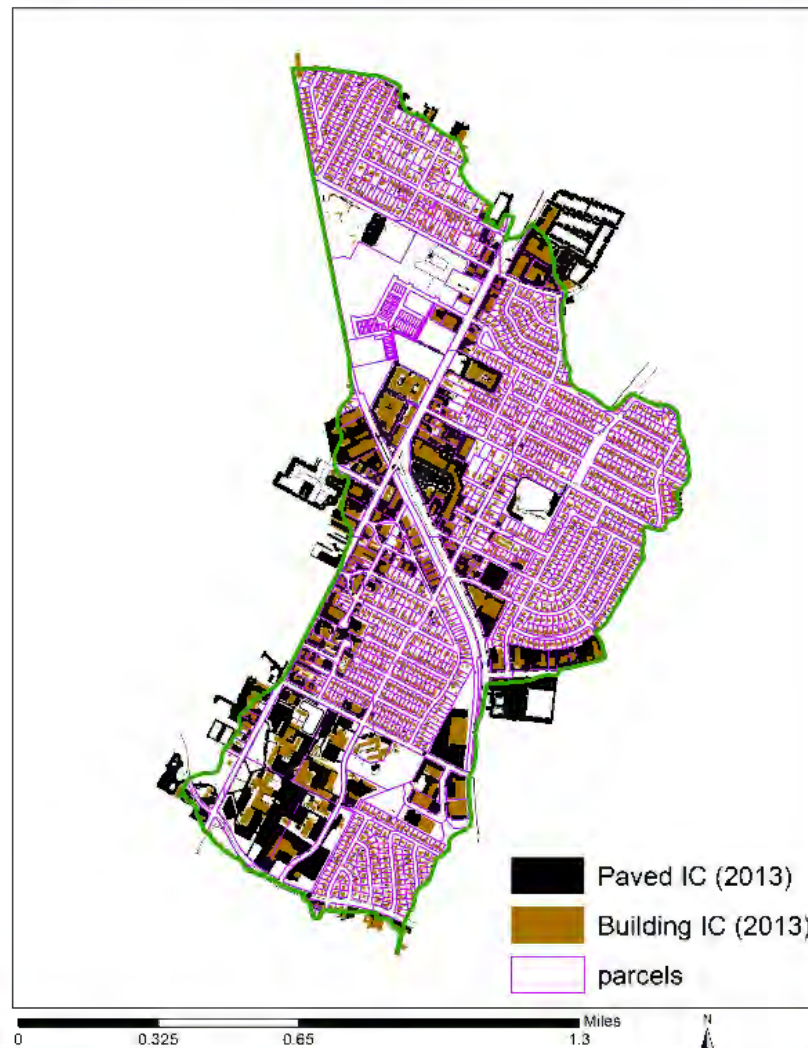 Paved IC (2013)
Building IC (2013)
parcels
Miles
0 0.325 0.65 1.3
N